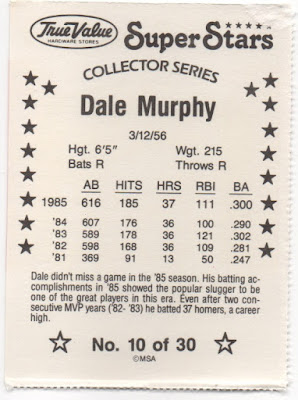 True Value
HARDWARE STORES
Super Stars
COLLECTOR SERIES
Dale Murphy
3/12/56
Hgt. 6'5" Wgt. 215
Bats R Throws R
AB HITS HRS RBI BA
1985 616 185 37 111 .300
'84 607 176 36 100 .290
'83 589 178 36 121 .302
'82 598 168 36 109 .281
'81 369 91 13 50 .247
Dale didn't miss a game in the '85 season. His batting ac-
complishments in '85 showed the popular slugger to be
one of the great players in this era. Even after two con-
secutive MVP years ('82- '83) he batted 37 homers, a career
high.
No. 10 of 30
©MSA